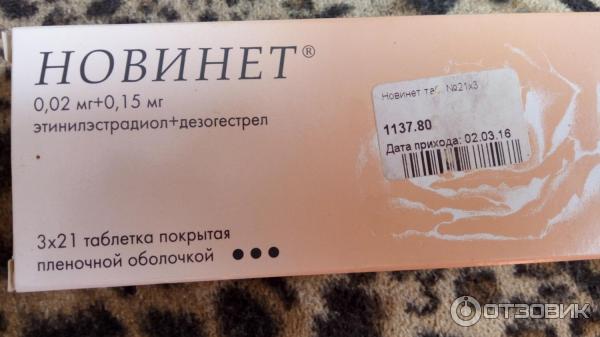 НОВИНЕТ®
0,02 мг+0,15 мг
этинилэстрадиол+дезогестрел
3x21 таблетка покрытая
пленочной оболочкой
Новинет таб. №21x3
1137.80
Дата прихода: 02.03.16
ОТЗОВИК